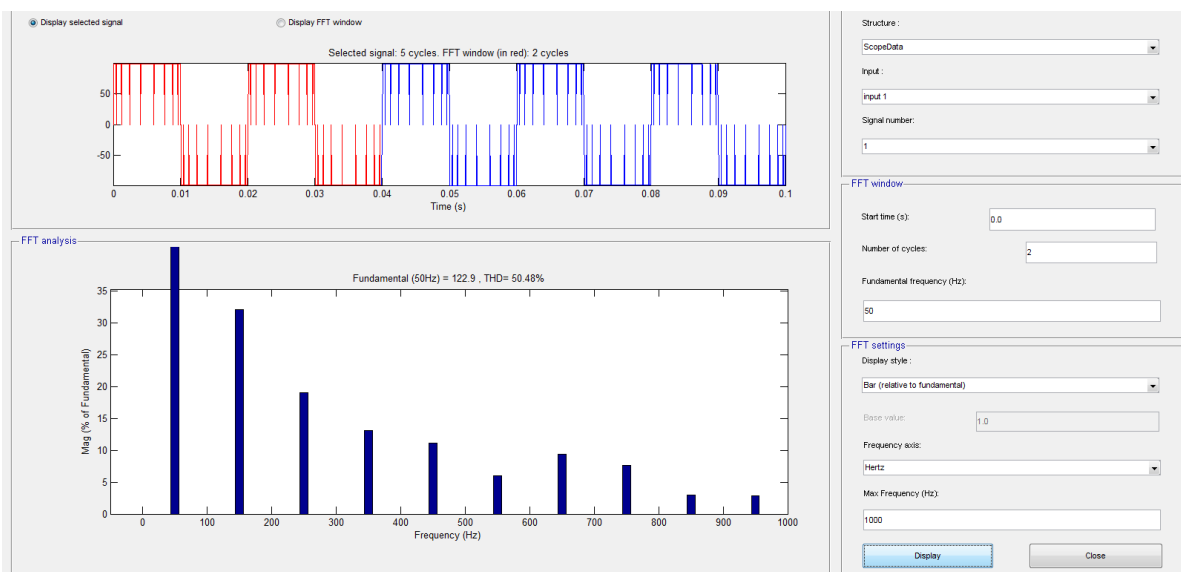 Display selected signal
Display FFT window
Selected signal: 5 cycles. FFT window (in red): 2 cycles
50
0
-50
0 0.01 0.02 0.03 0.04 0.05 0.06 0.07 0.08 0.09 0.1
Time (s)
FFT analysis
Fundamental (50Hz) = 122.9 , THD= 50.48%
Mag (% of Fundamental)
35
30
25
20
15
10
5
0
0 100 200 300 400 500 600 700 800 900 1000
Frequency (Hz)
Structure :
ScopeData
Input :
input 1
Signal number:
1
FFT window
Start time (s):
0.0
Number of cycles:
2
Fundamental frequency (Hz):
50
FFT settings
Display style :
Bar (relative to fundamental)
Base value:
1.0
Frequency axis:
Hertz
Max Frequency (Hz):
1000
Display
Close